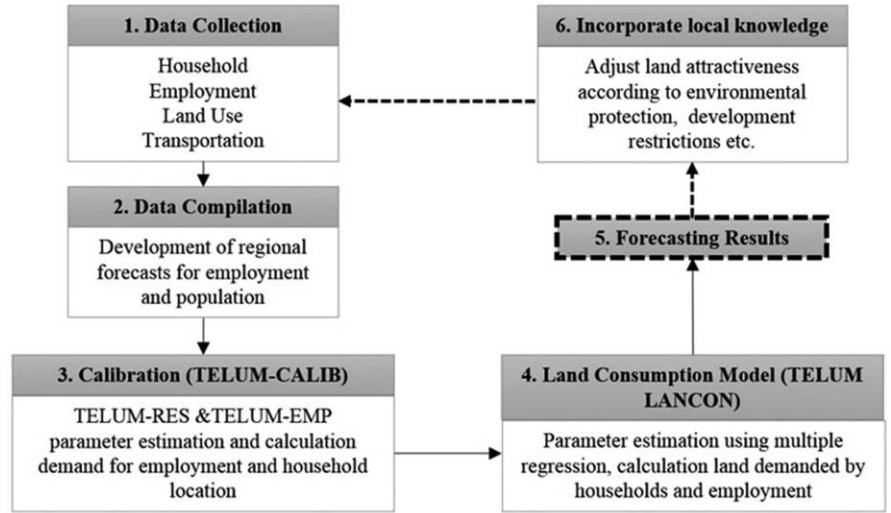 1. Data Collection
Household
Employment
Land Use
Transportation
2. Data Compilation
Development of regional
forecasts for employment
and population
3. Calibration (TELUM-CALIB)
TELUM-RES &TELUM-EMP
parameter estimation and calculation
demand for employment and household
location
4. Land Consumption Model (TELUM
LANCON)
Parameter estimation using multiple
regression, calculation land demanded by
households and employment
5. Forecasting Results
6. Incorporate local knowledge
Adjust land attractiveness
according to environmental
protection, development
restrictions etc.